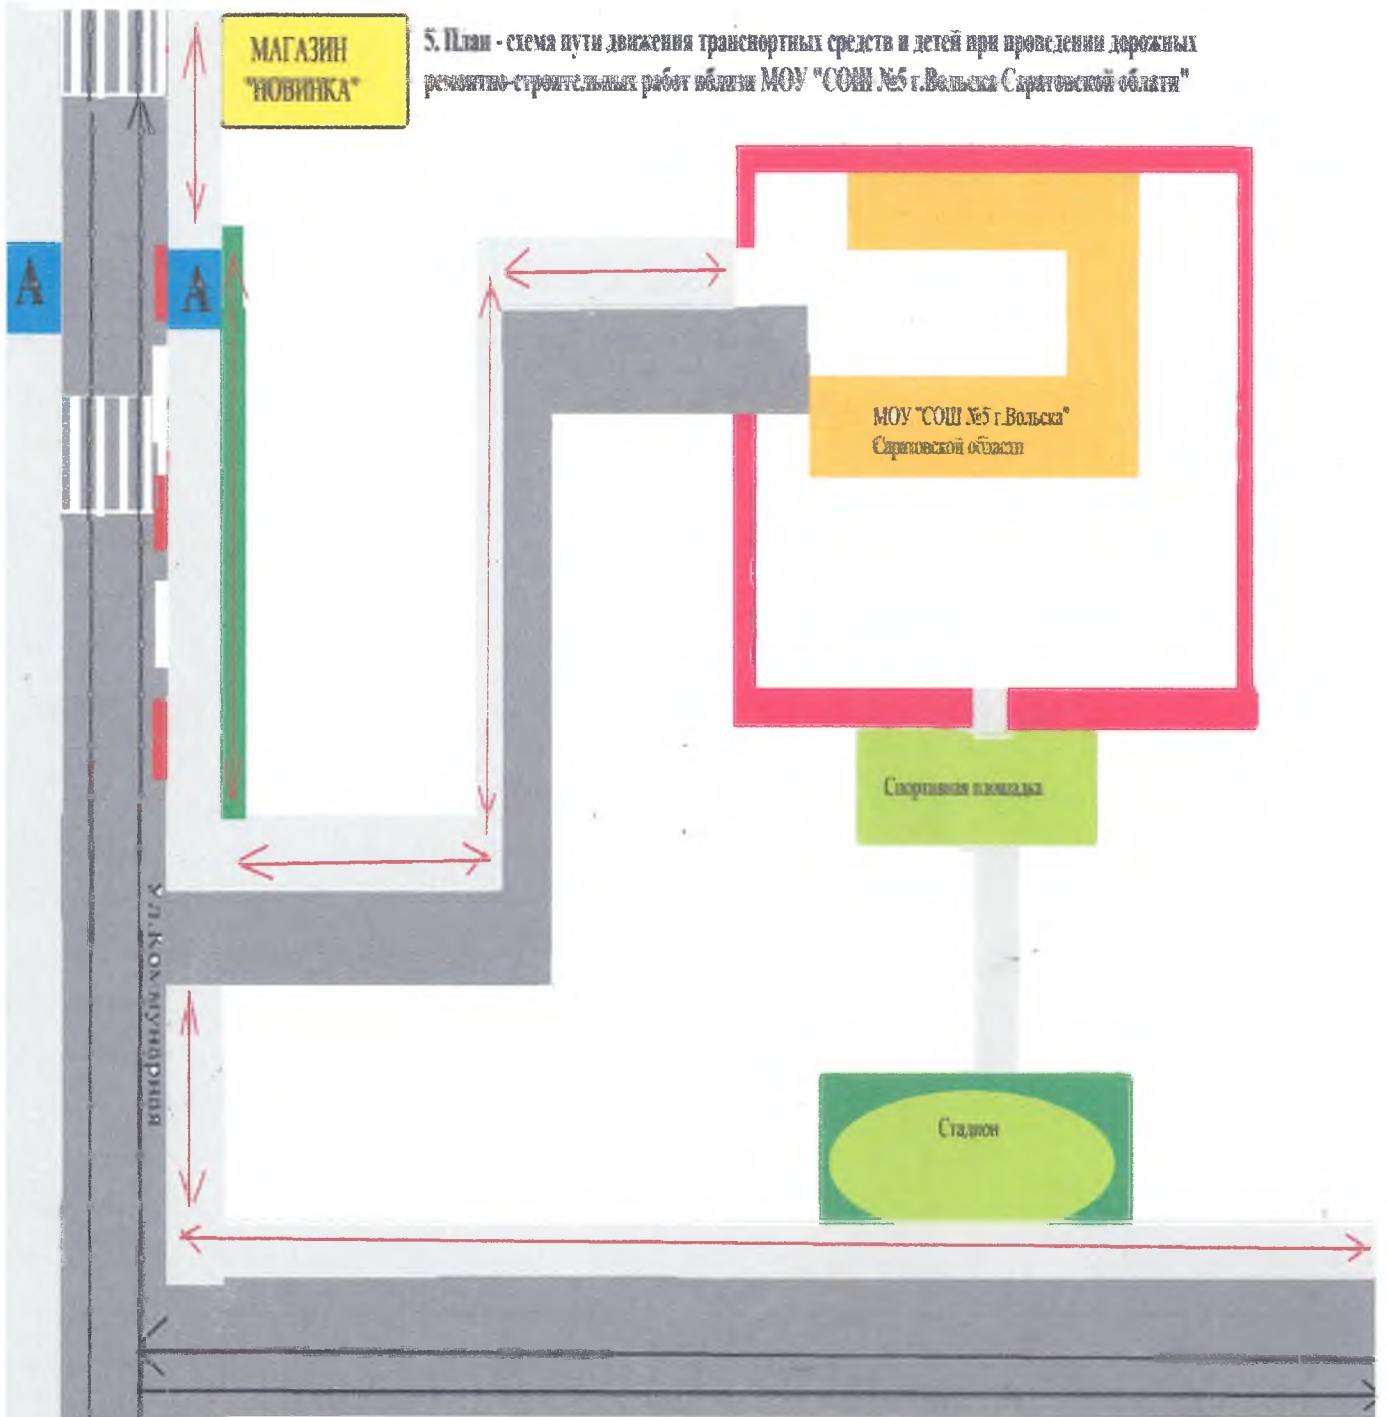 МАГАЗИН
"НОВИНКА"
5. План - схема пути движения транспортных средств и детей при проведении дорожных
ремонтно-строительных работ вблизи МОУ "СОШ №5 г.Вольска Саратовской облати"
А
А
МОУ "СОШ №5 г.Вольска"
Саратовской области
Спортивная площадка
Ул.Коммунарная
Стадион